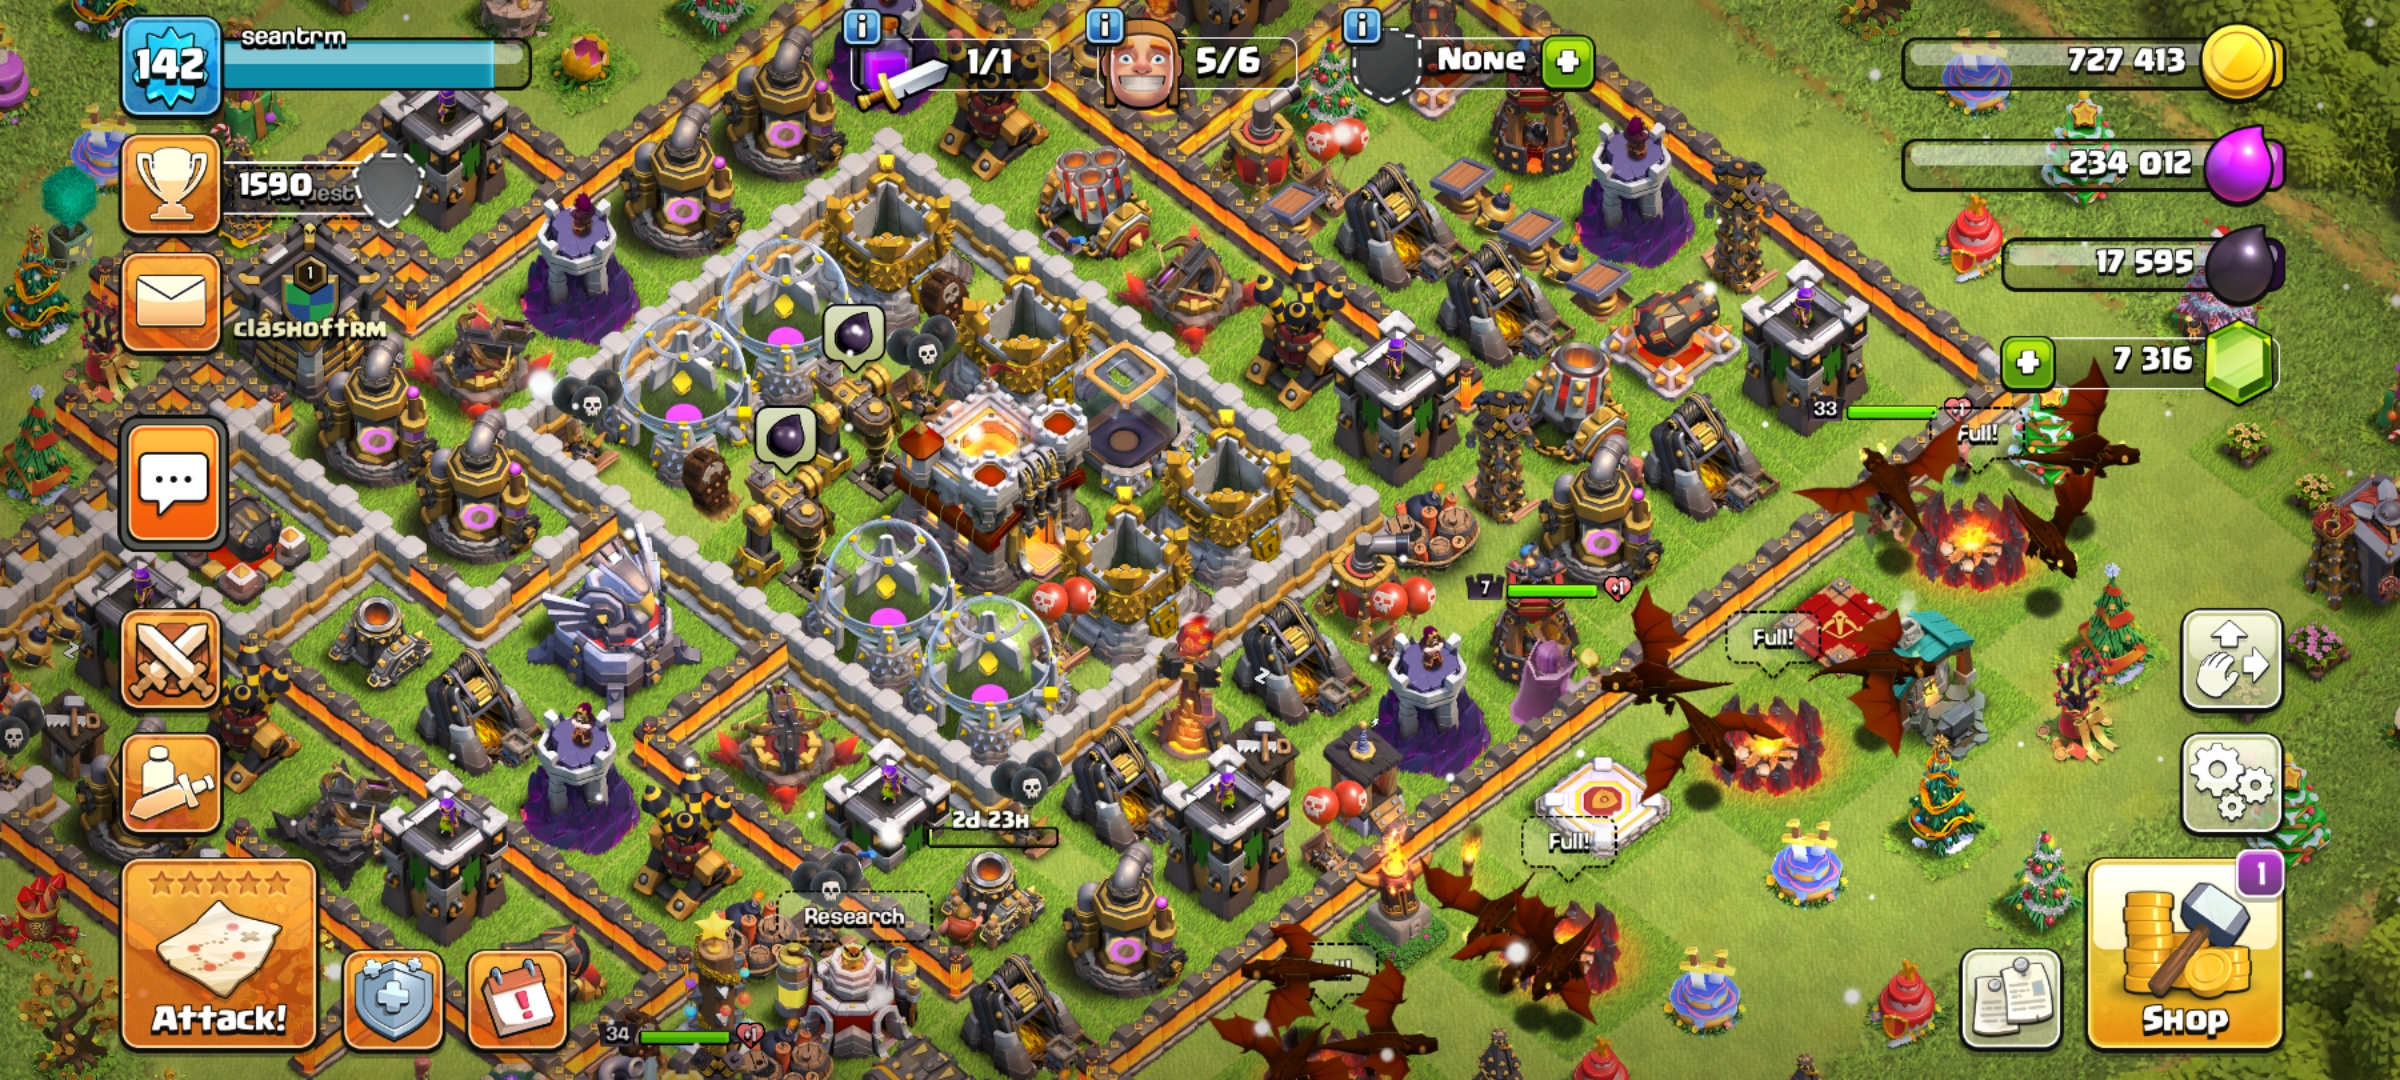 142
seantrm
1/1
5/6
None
727 413
1590
234 012
17 595
1
clashoftrm
7 316
33
Full!
7
Full!
2d 23H
Full!
Research
34
1
Attack!
Shop